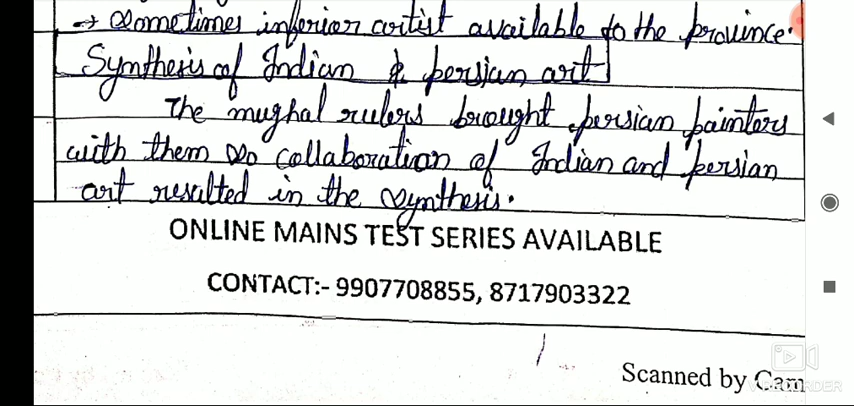 → Sometimes inferior artist available to the province.
Synthesis of Indian & persian art
The mughal rulers brought persian painters
with them so collaboration of Indian and persian
art resulted in the synthesis.
ONLINE MAINS TEST SERIES AVAILABLE
CONTACT:- 9907708855, 8717903322
Scanned by Cam
VIDEORDER